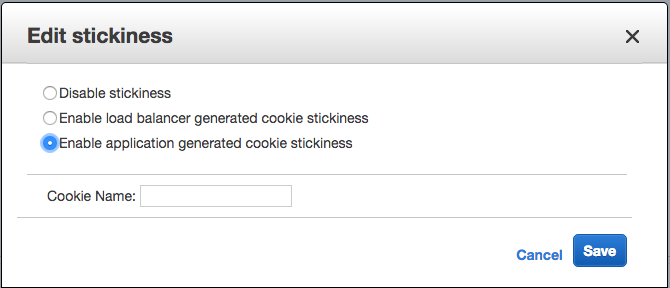 Edit stickiness
Disable stickiness
Enable load balancer generated cookie stickiness
Enable application generated cookie stickiness
Cookie Name:
Cancel Save